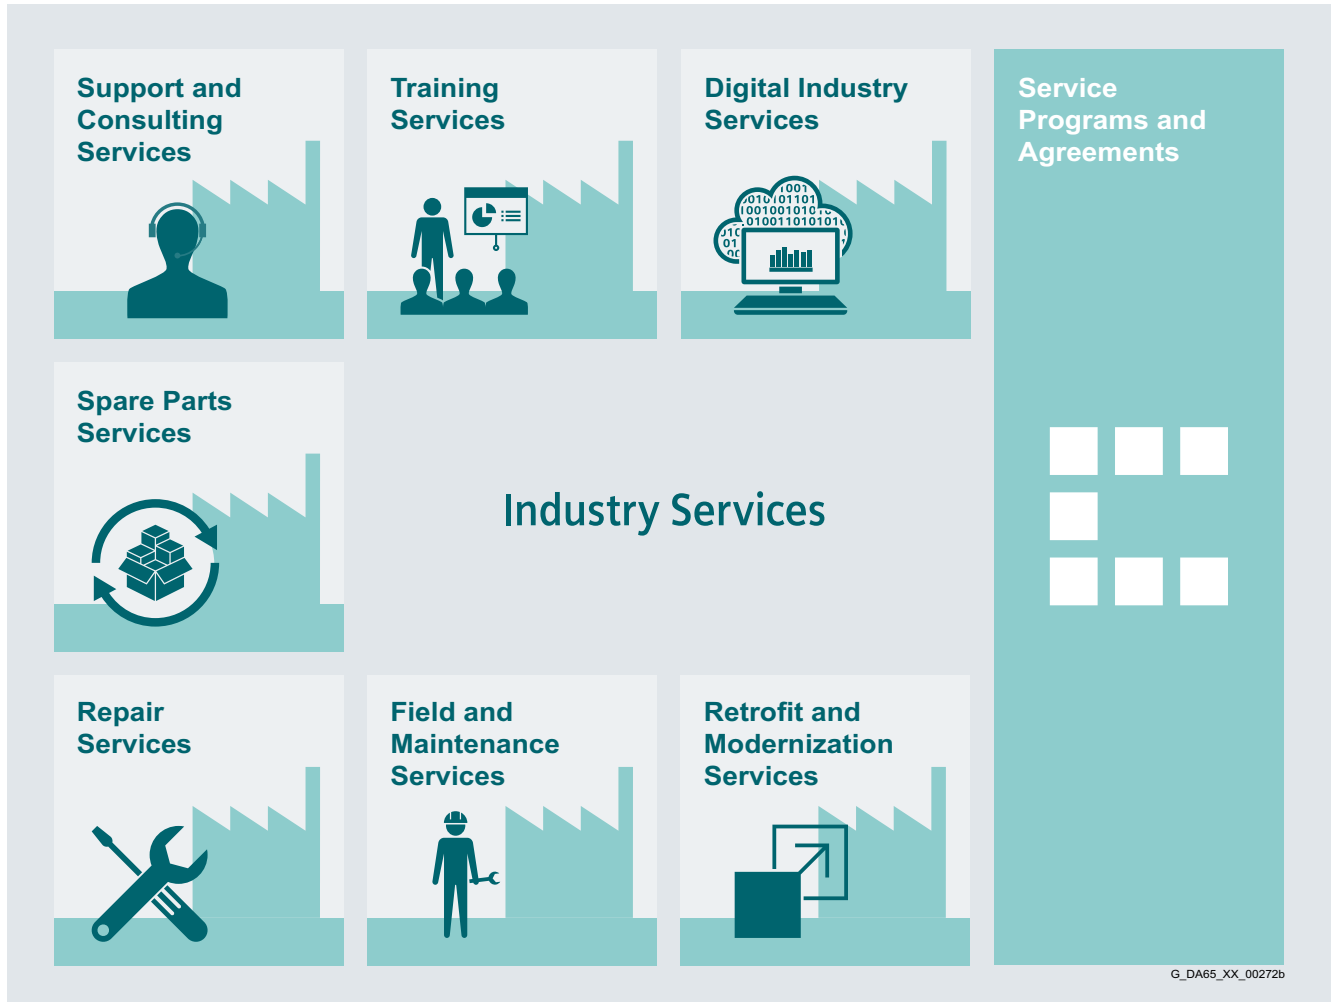 Support and
Consulting
Services
Training
Services
Digital Industry
Services
Service
Programs and
Agreements
Spare Parts
Services
Industry Services
Repair
Services
Field and
Maintenance
Services
Retrofit and
Modernization
Services
G_DA65_XX_00272b